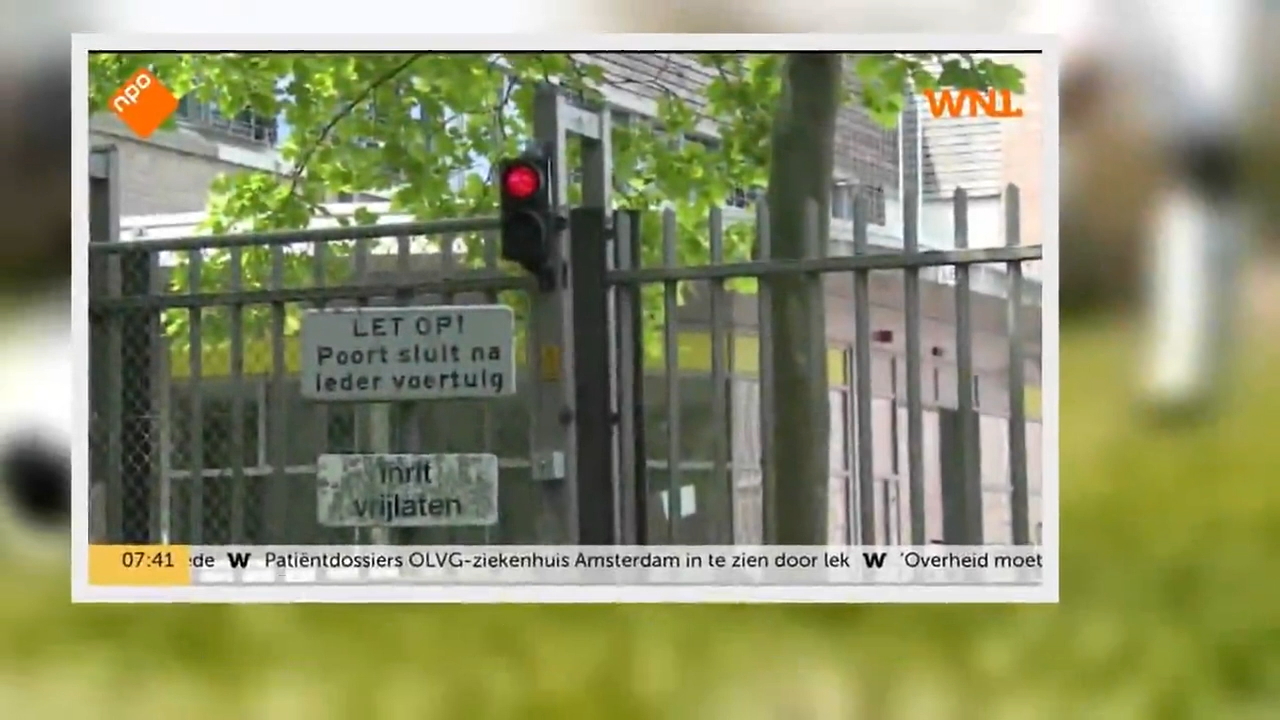 npo
WNL
LET OP!
Poort sluit na
ieder voertuig
inrit
vrijlaten
07:41 de W Patiëntdossiers OLVG-ziekenhuis Amsterdam in te zien door lek W 'Overheid moet